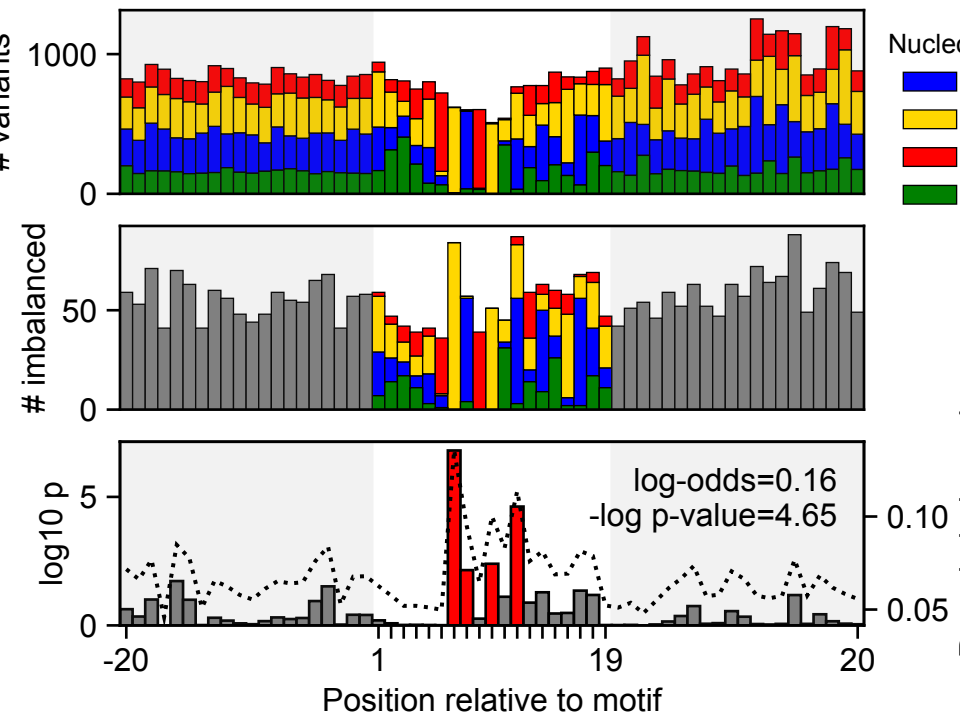 # variants
1000
0
Nucleo
# imbalanced
50
0
log10 p
5
0
log-odds=0.16
-log p-value=4.65
0.10
0.05
-20
1
19
20
Position relative to motif